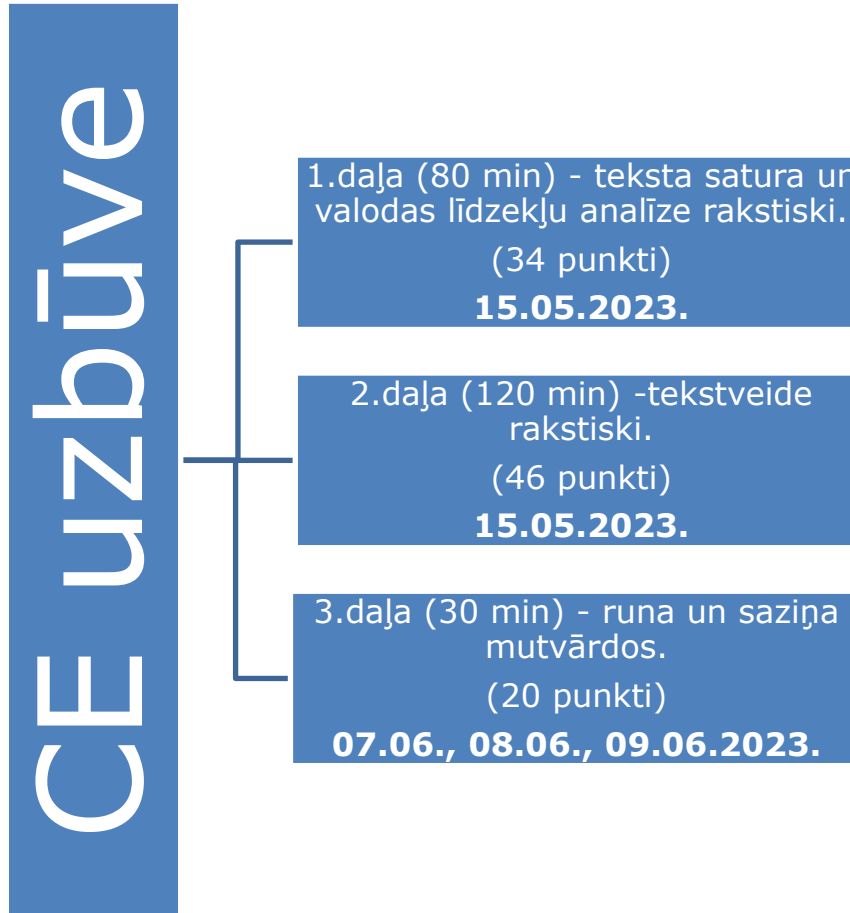 CE uzbūve
1.daļa (80 min) - teksta satura un
valodas līdzekļu analīze rakstiski.
(34 punkti)
15.05.2023.
2.daļa (120 min) -tekstveide
rakstiski.
(46 punkti)
15.05.2023.
3.daļa (30 min) - runa un saziņa
mutvārdos.
(20 punkti)
07.06., 08.06., 09.06.2023.